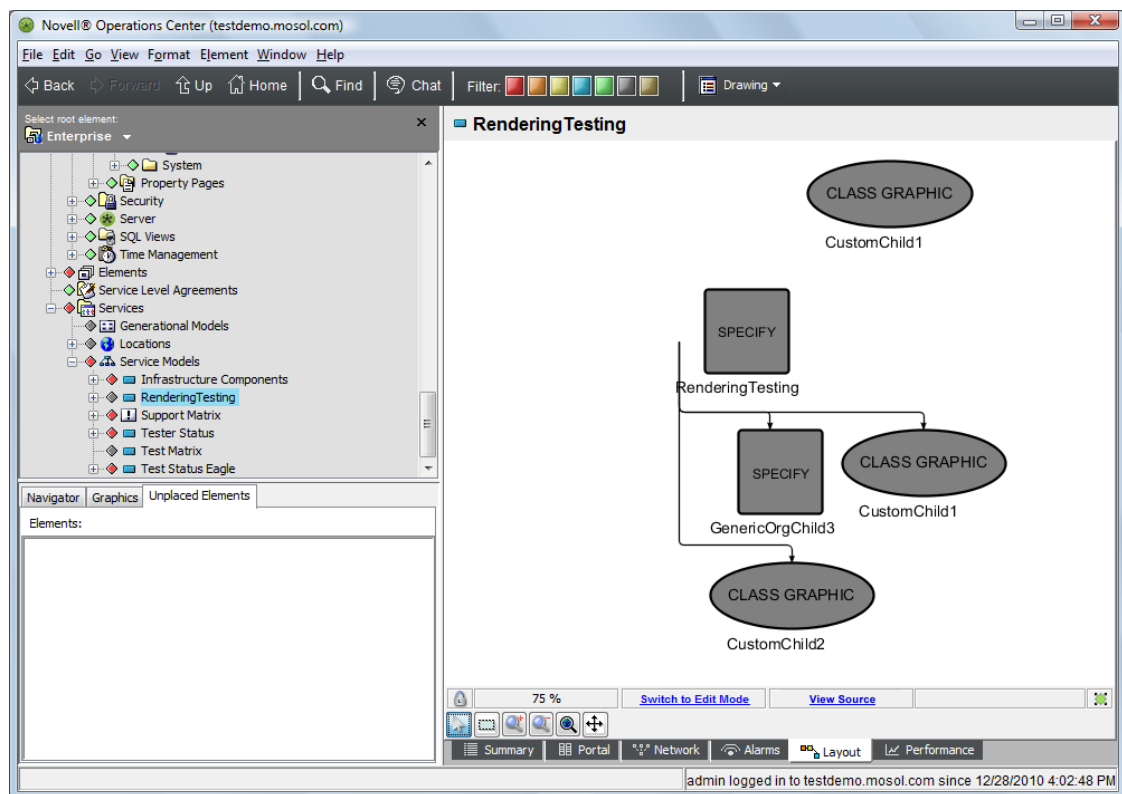 Novell® Operations Center (testdemo.mosol.com)
File Edit Go View Format Element Window Help
Back Forward Up Home Find Chat Filter: Drawing
Select root element:
Enterprise
System
Property Pages
Security
Server
SQL Views
Time Management
Elements
Service Level Agreements
Services
Generational Models
Locations
Service Models
Infrastructure Components
RenderingTesting
Support Matrix
Tester Status
Test Matrix
Test Status Eagle
Navigator Graphics Unplaced Elements
Elements:
RenderingTesting
CLASS GRAPHIC
CustomChild1
SPECIFY
RenderingTesting
SPECIFY
GenericOrgChild3
CLASS GRAPHIC
CustomChild1
CLASS GRAPHIC
CustomChild2
75 % Switch to Edit Mode View Source
Summary Portal Network Alarms Layout Performance
admin logged in to testdemo.mosol.com since 12/28/2010 4:02:48 PM